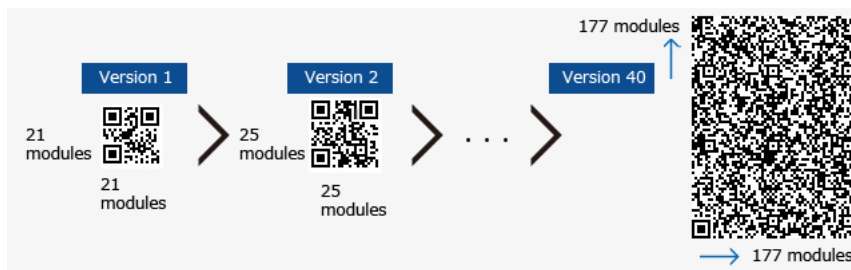 177 modules
Version 1
Version 2
Version 40
21
modules
25
modules
. . .
21
modules
25
modules
177 modules